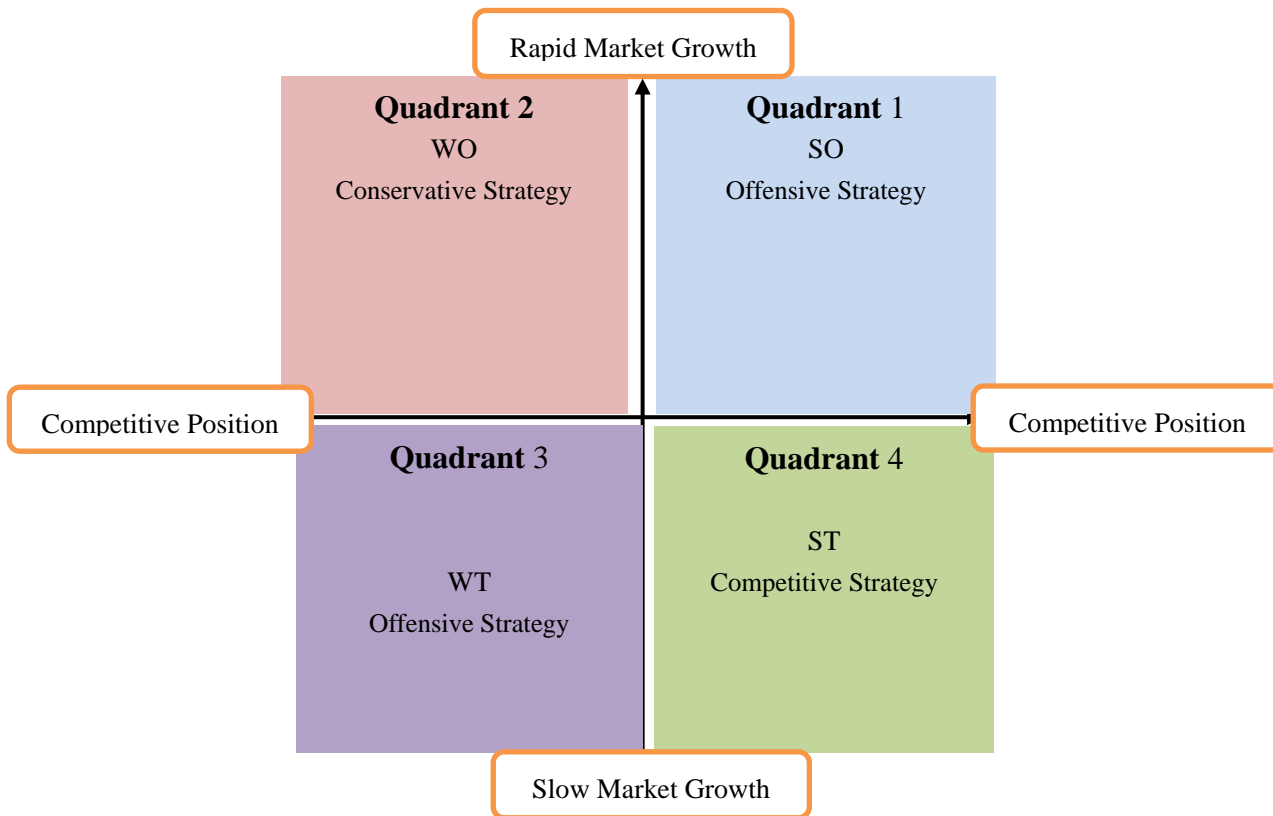 Rapid Market Growth
Quadrant 2
WO
Conservative Strategy
Quadrant 1
SO
Offensive Strategy
Competitive Position
Competitive Position
Quadrant 3
WT
Offensive Strategy
Quadrant 4
ST
Competitive Strategy
Slow Market Growth